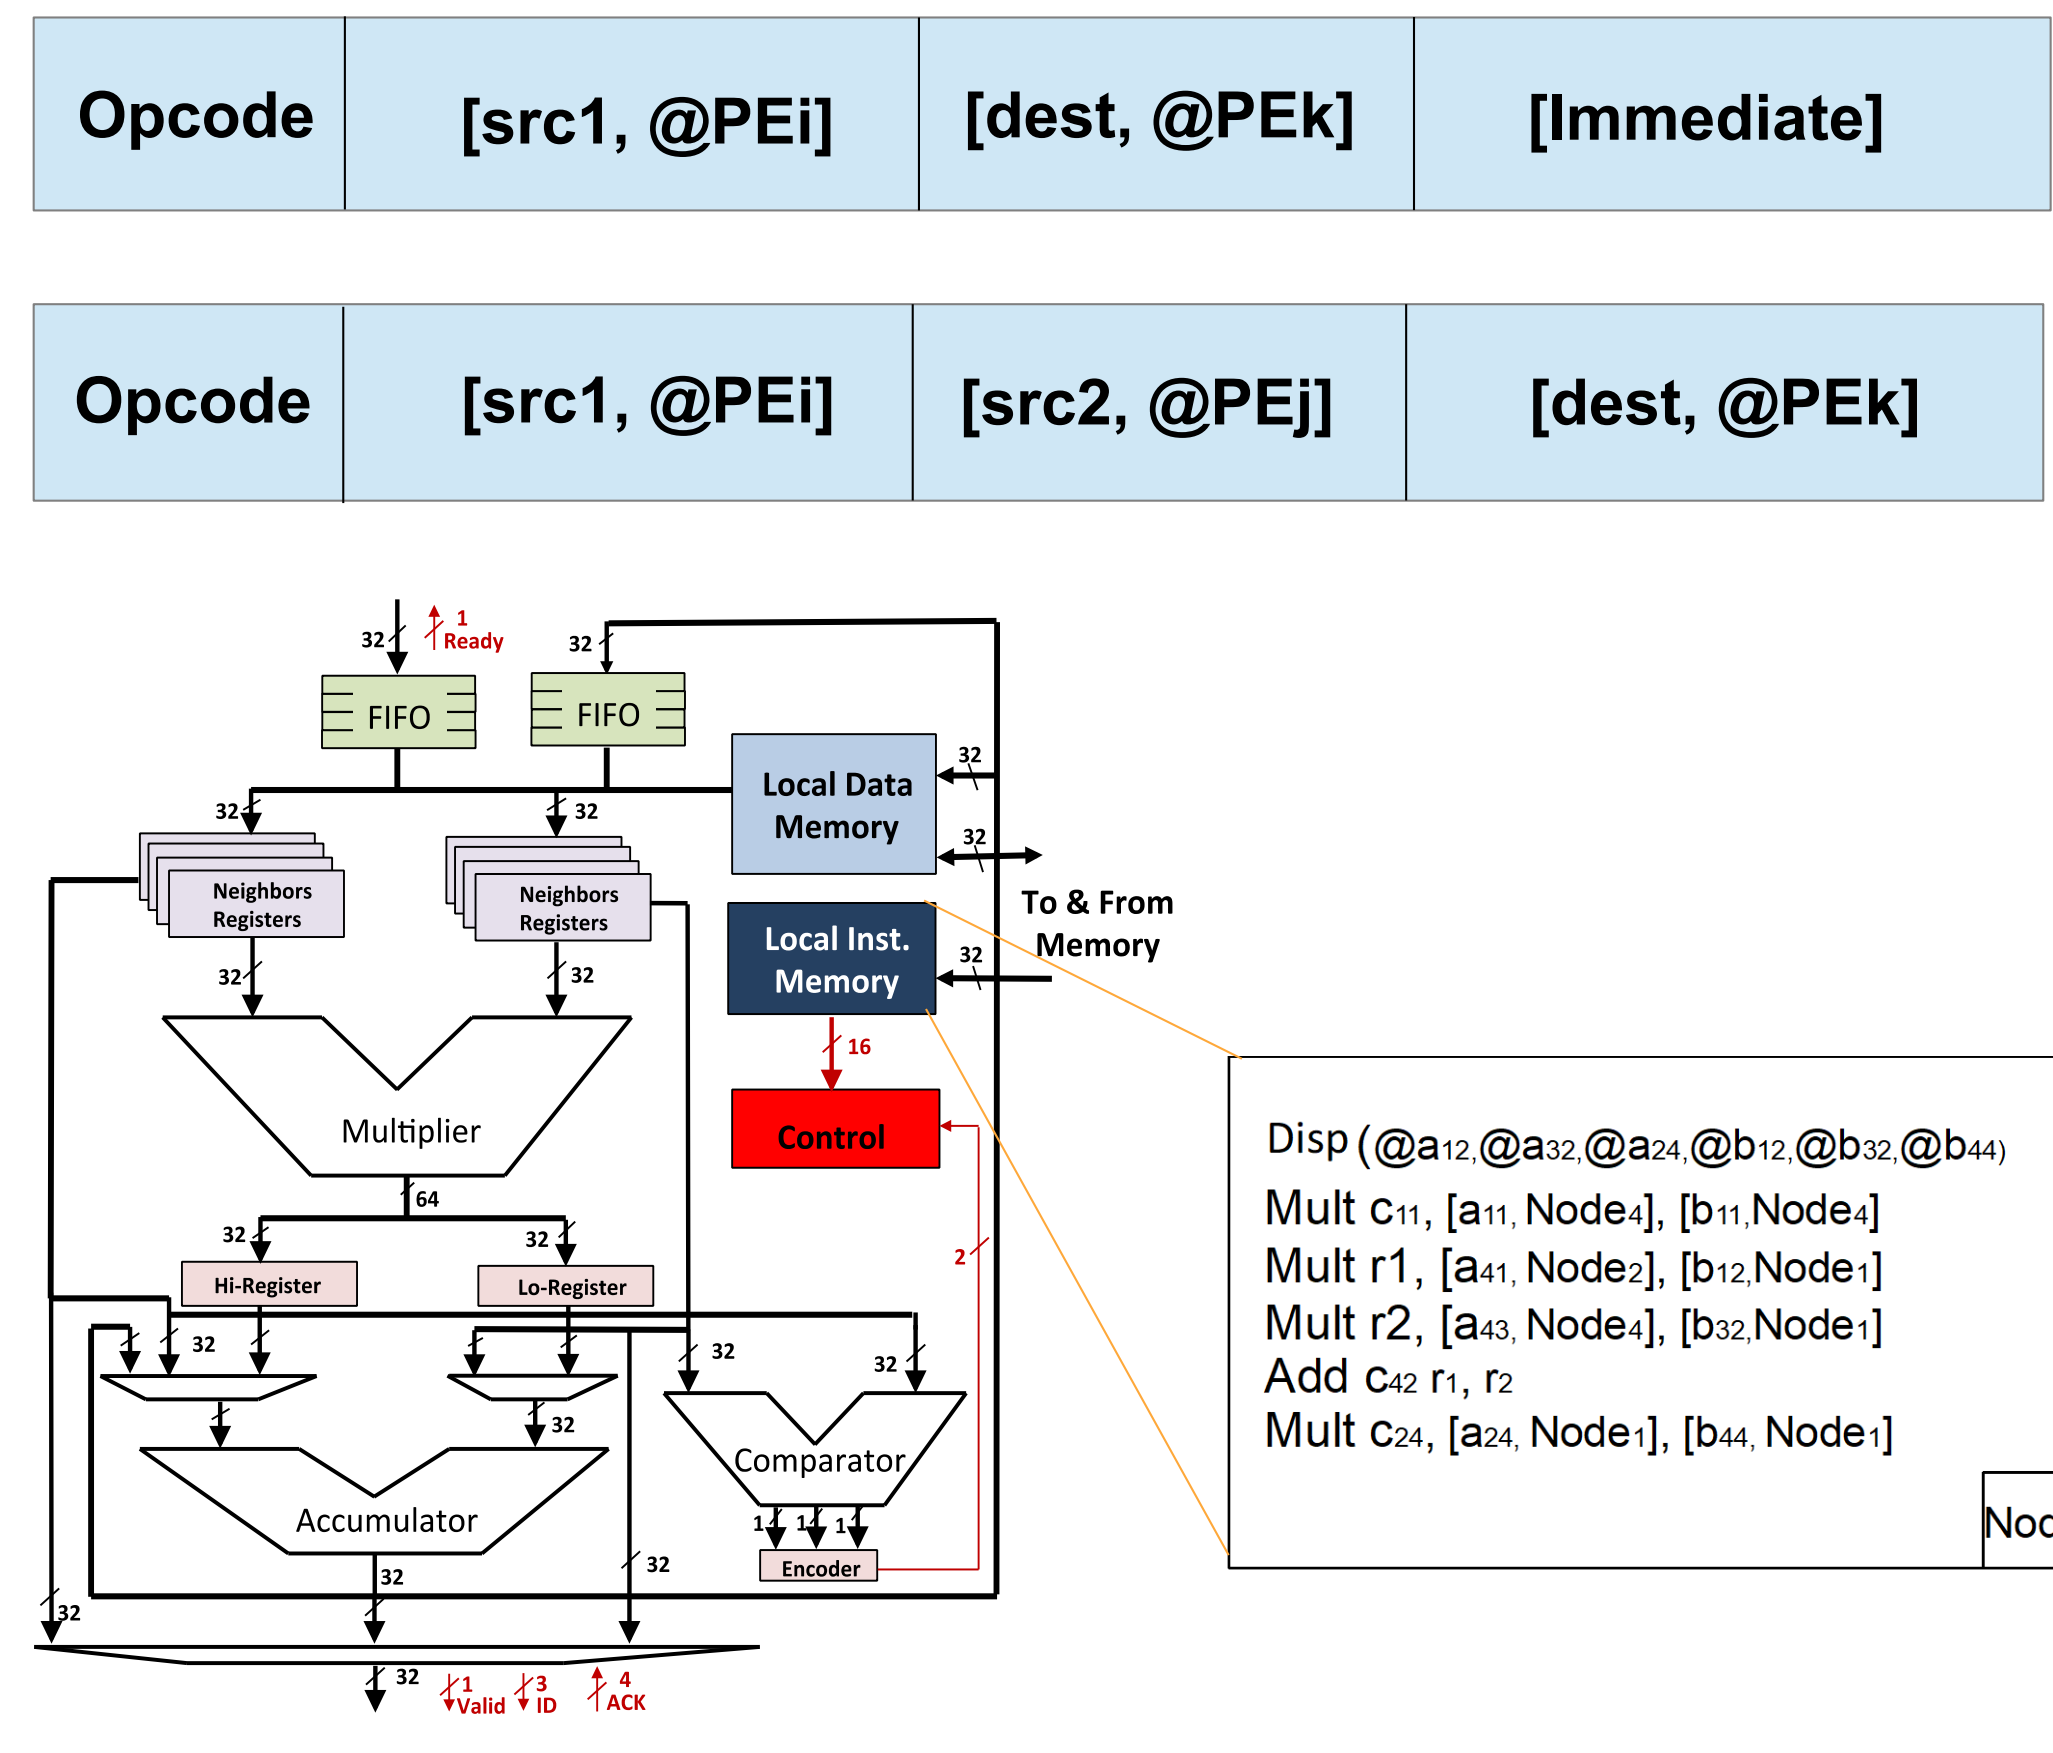 Opcode [src1, @PEi] [dest, @PEk] [Immediate]
Opcode [src1, @PEi] [src2, @PEj] [dest, @PEk]
32
1
Ready
32
FIFO
FIFO
32
32
Local Data
Memory
32
32
To & From
Memory
Neighbors
Registers
Neighbors
Registers
Local Inst.
Memory
32
32
32
16
Control
Multiplier
64
32
32
Hi-Register
Lo-Register
2
32
32
32
32
Accumulator
Comparator
1
1
1
Encoder
32
32
32
32
1
Valid
3
ID
4
ACK
Disp (@a12,@a32,@a24,@b12,@b32,@b44)
Mult c11, [a11, Node4], [b11,Node4]
Mult r1, [a41, Node2], [b12,Node1]
Mult r2, [a43, Node4], [b32,Node1]
Add c42 r1, r2
Mult c24, [a24, Node1], [b44, Node1]